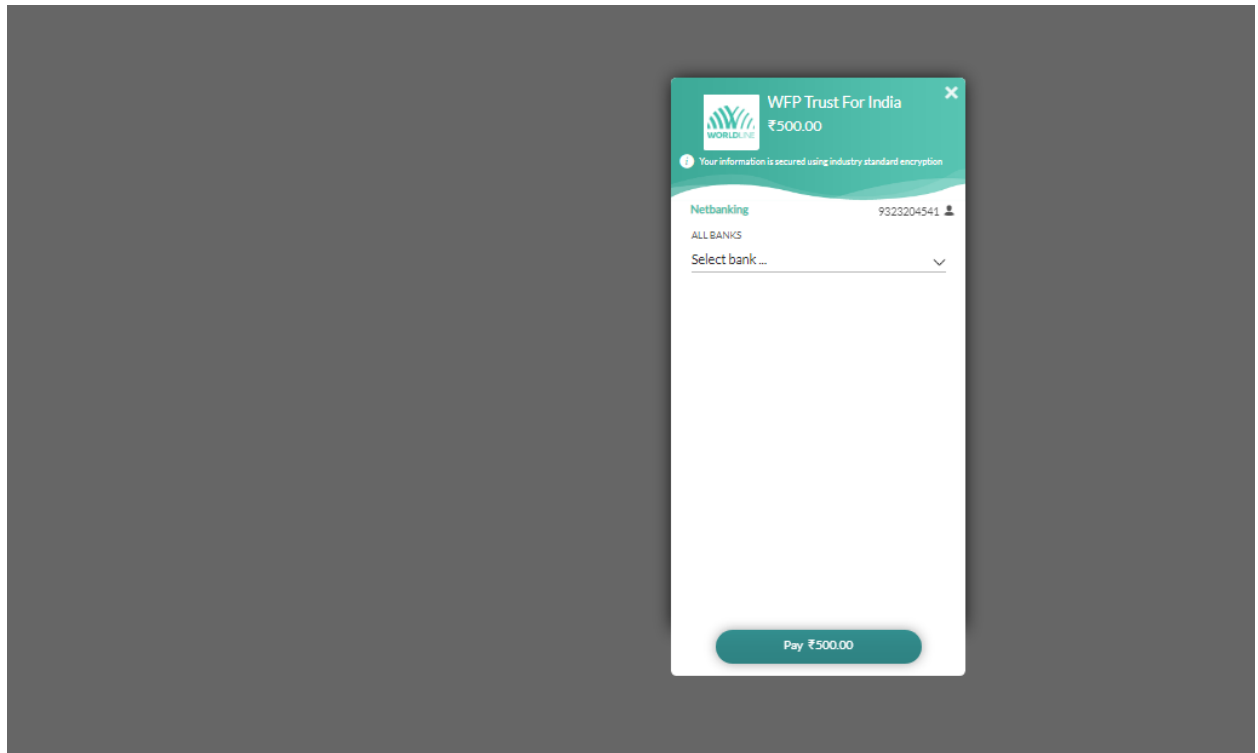 WFP Trust For India
₹500.00
WORLDLINE
Your information is secured using industry standard encryption
Netbanking
9323204541
ALL BANKS
Select bank ...
Pay ₹500.00